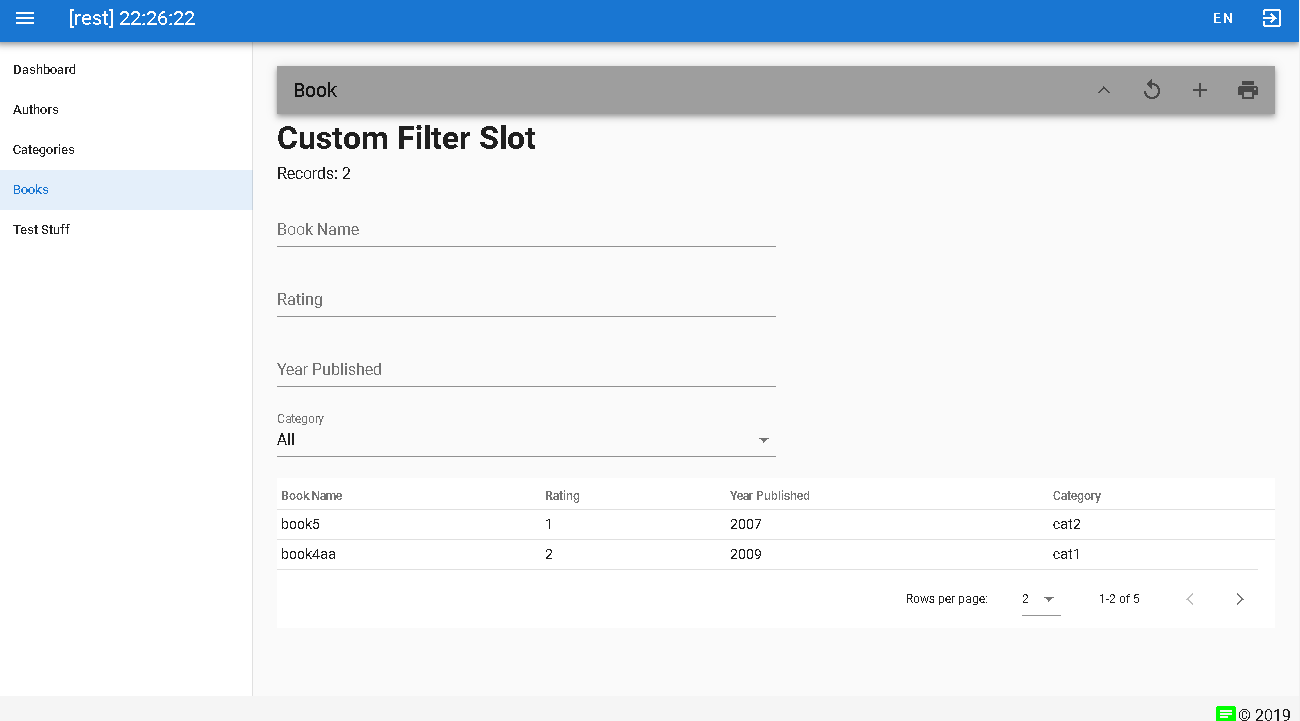 [rest] 22:26:22 EN
Dashboard
Authors
Categories
Books
Test Stuff
Book
Custom Filter Slot
Records: 2
Book Name
Rating
Year Published
Category
All
Book Name Rating Year Published Category
book5 1 2007 cat2
book4aa 2 2009 cat1
Rows per page: 2 1-2 of 5
© 2019